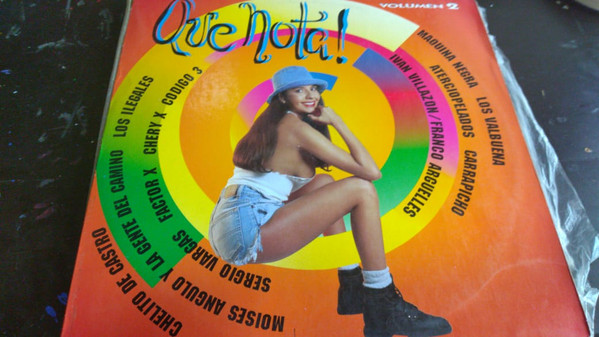 Que Nota!
VOLUMEN 2
MAQUINA NEGRA
LOS VALBUENA
ATERCIOPELADOS
CARRAPICHO
IVAN VILLAZON/FRANCO ARGUELLES
LOS ILEGALES
CHERY X CODIGO 3
FACTOR X
SERGIO VARGAS
MOISES ANGULO Y LA GENTE DEL CAMINO
CHELITO DE CASTRO